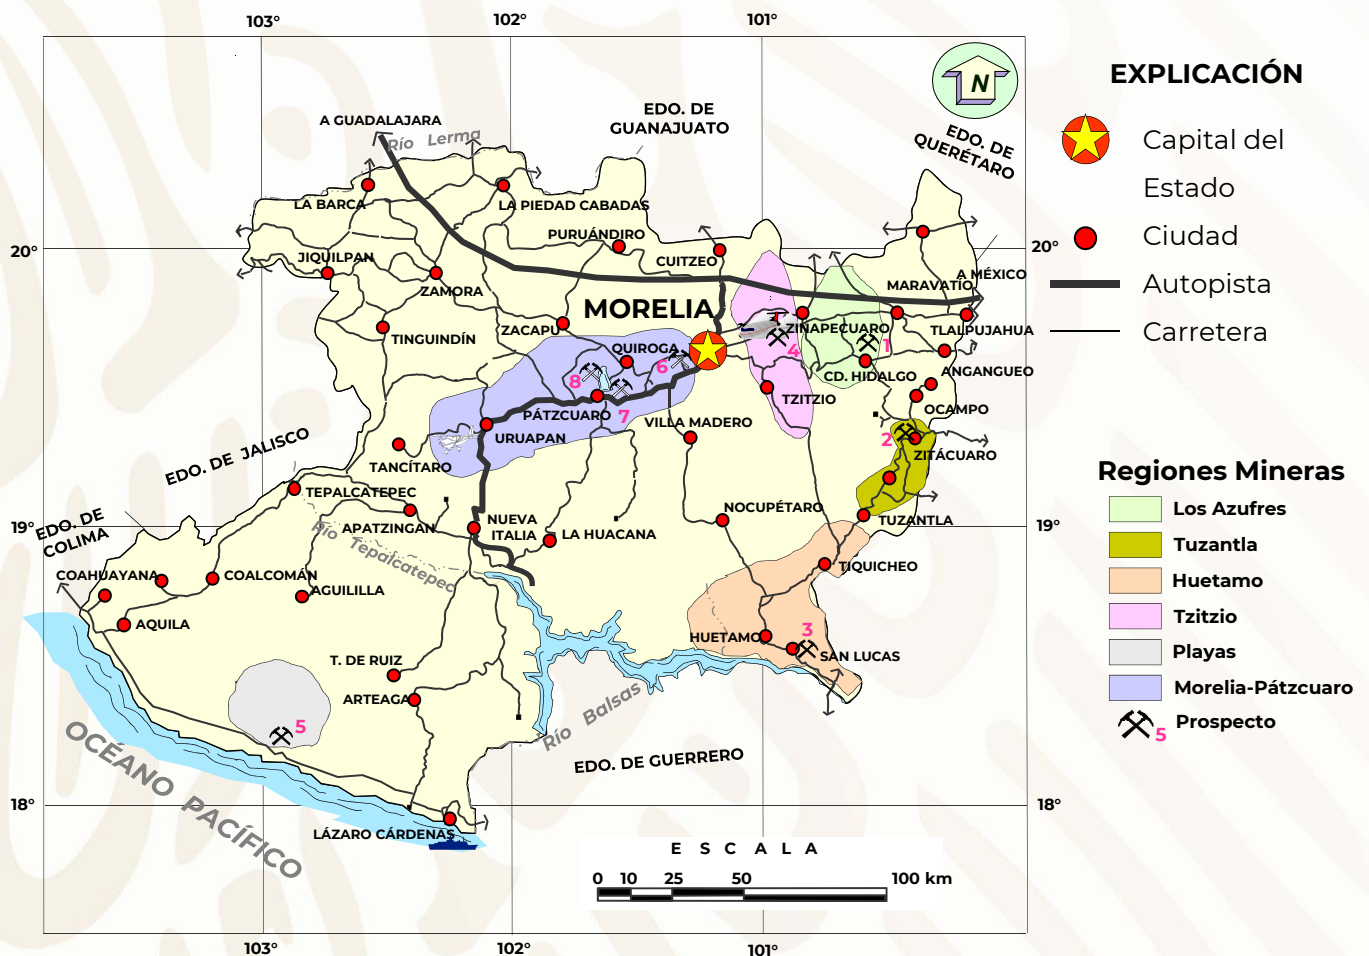 103°
102°
101°
EDO. DE
GUANAJUATO
N
EXPLICACIÓN
A GUADALAJARA
Río Lerma
EDO. DE
QUERÉTARO
Capital del
Estado
LA BARCA
LA PIEDAD CABADAS
PURUÁNDIRO
Ciudad
20°
20°
JIQUILPAN
CUITZEO
A MÉXICO
ZAMORA
MARAVATÍO
Autopista
MORELIA
TINGUINDÍN
ZACAPU
ZINAPECUARO
TLALPUJAHUA
Carretera
QUIROGA
4
1
6
8
CD. HIDALGO
ANGANGUEO
PÁTZCUARO
7
TZITZIO
OCAMPO
VILLA MADERO
URUAPAN
2
EDO. DE JALISCO
TANCÍTARO
ZITÁCUARO
Regiones Mineras
TEPALCATEPEC
NOCUPÉTARO
Los Azufres
EDO. DE
COLIMA
APATZINGÁN
NUEVA
ITALIA
LA HUACANA
19°
TUZANTLA
Tuzantla
Río Tepalcatepec
COAHUAYANA
COALCOMÁN
AGUILILLA
TIQUICHEO
Huetamo
AQUILA
Tzitzio
HUETAMO
3
SAN LUCAS
T. DE RUIZ
Playas
ARTEAGA
Morelia-Pátzcuaro
5
Río Balsas
Prospecto
5
OCÉANO PACÍFICO
EDO. DE GUERRERO
18°
18°
LÁZARO CÁRDENAS
E S C A L A
0 10 25 50 100 km
103°
102°
101°